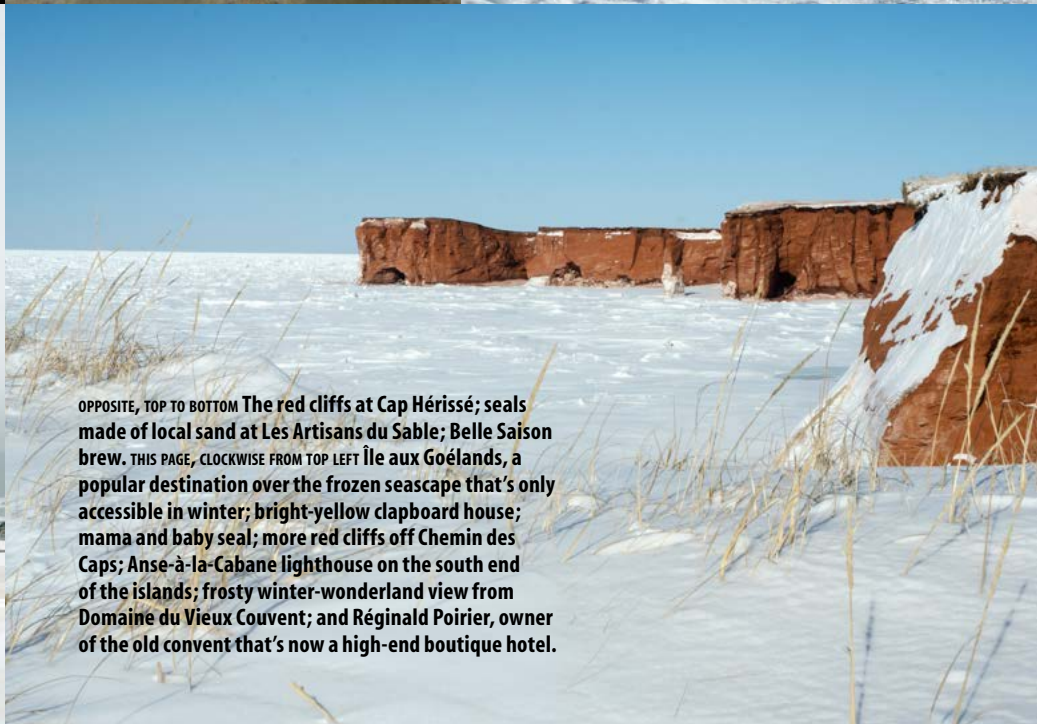 OPPOSITE, TOP TO BOTTOM The red cliffs at Cap Hérissé; seals
made of local sand at Les Artisans du Sable; Belle Saison
brew. THIS PAGE, CLOCKWISE FROM TOP LEFT Île aux Goélands, a
popular destination over the frozen seascape that's only
accessible in winter; bright-yellow clapboard house;
mama and baby seal; more red cliffs off Chemin des
Caps; Anse-à-la-Cabane lighthouse on the south end
of the islands; frosty winter-wonderland view from
Domaine du Vieux Couvent; and Réginald Poirier, owner
of the old convent that's now a high-end boutique hotel.